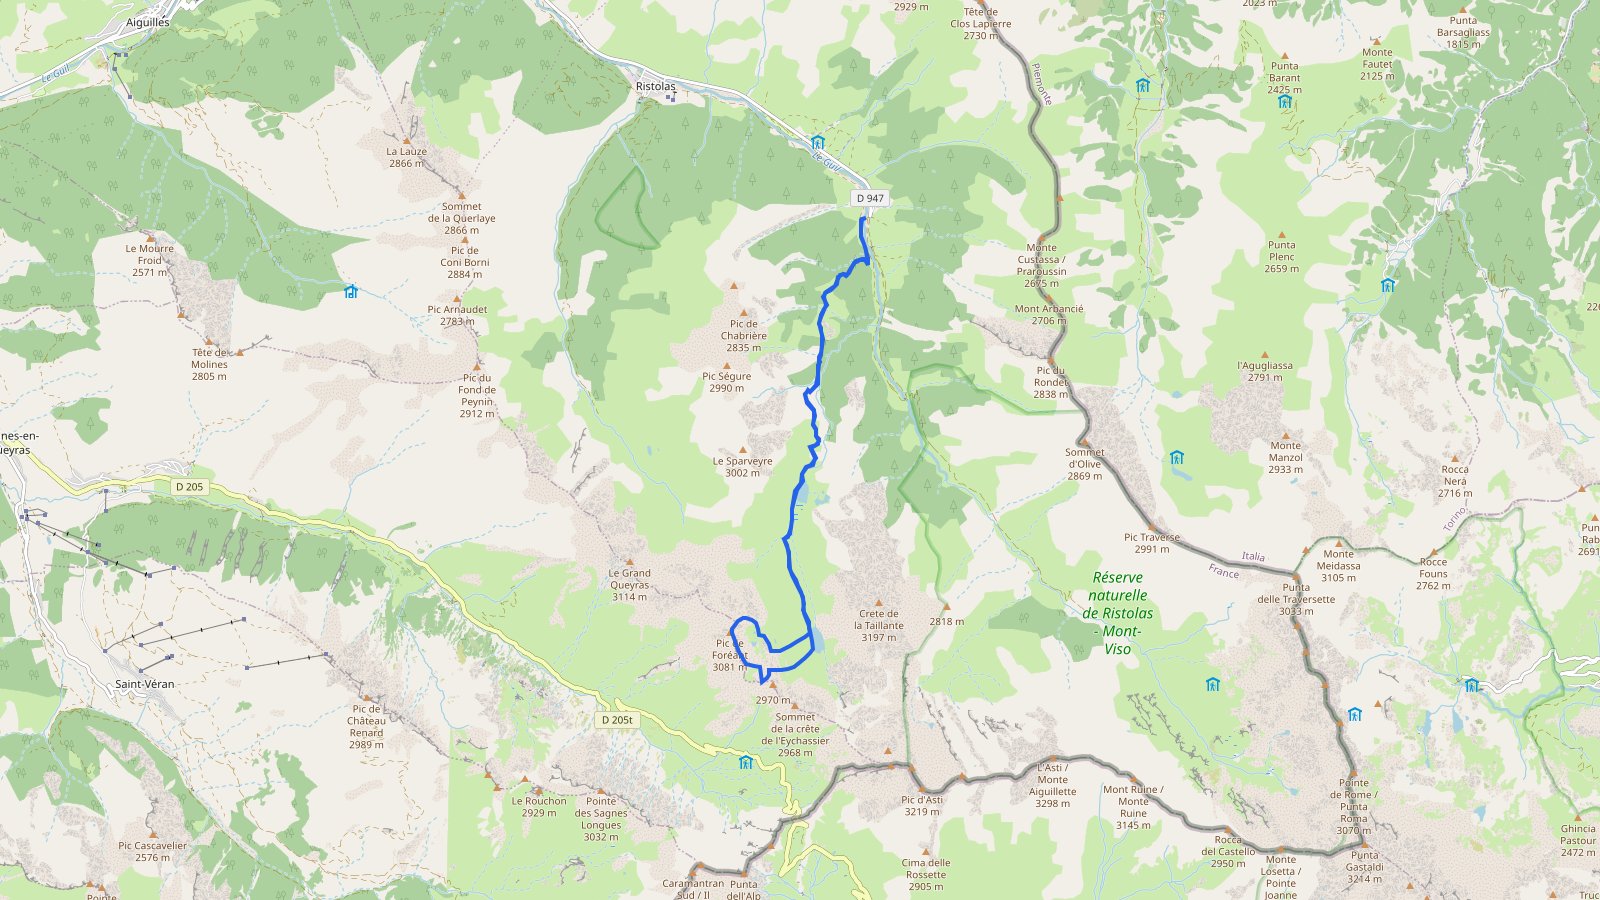 2929 m
Tête de
Clos Lapierre
2730 m
2023 m
Punta
Barsagliass
1815 m
Aiguilles
Le Guil
Ristolas
Piemonte
Punta
Barant
2425 m
Monte
Fautet
2125 m
La Lauze
2866 m
Le Guil
D 947
Sommet
de la Querlaye
2866 m
Le Mourre
Froid
2571 m
Pic de
Coni Borni
2884 m
Monte
Custassa /
Praroussin
2675 m
Punta
Plenc
2659 m
Pic Arnaudet
2783 m
Mont Arbancié
2706 m
Pic de
Chabrière
2835 m
Tête de
Molines
2805 m
Pic du
Fond de
Peynin
2912 m
Pic Ségure
2990 m
Pic du
Rondet
2838 m
l'Agugliassa
2791 m
nes-en-
ueyras
Le Sparveyre
3002 m
Sommet
d'Olive
2869 m
Monte
Manzol
2933 m
Rocca
Nera
2716 m
D 205
Torino
Pic Traverse
2991 m
Italia
France
Monte
Meidassa
3105 m
Rocce
Founs
2762 m
Pun
Rab
2691
Le Grand
Queyras
3114 m
Réserve
naturelle
de Ristolas
- Mont-
Viso
Punta
delle Traversette
3033 m
Crete de
la Taillante
3197 m
2818 m
Pic de
Foréant
3081 m
Saint-Véran
2970 m
Pic de
Château
Renard
2989 m
D 205t
Sommet
de la crête
de l'Eychassier
2968 m
L'Asti /
Monte
Aiguillette
3298 m
Pic d'Asti
3219 m
Mont Ruine /
Monte
Ruine
3145 m
Pointe
de Rome /
Punta
Roma
3070 m
Le Rouchon
2929 m
Pointe
des Sagnes
Longues
3032 m
Pic Cascavelier
2576 m
Cima delle
Rossette
2905 m
Rocca
del Castello
2950 m
Monte
Losetta /
Pointe
Joanne
Punta
Gastaldi
3214 m
Ghincia
Pastour
2472 m
Caramantran
Sud / Il
Punta
dell'Alp
Pointe
Truc